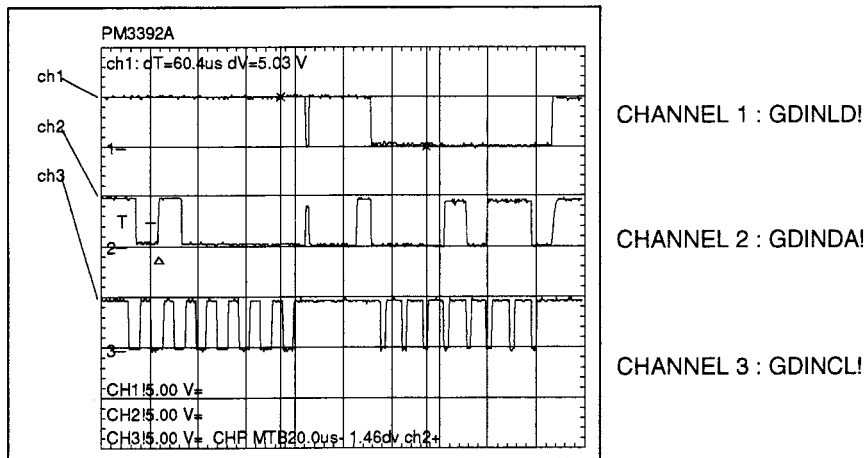 PM3392A
ch1: dT=60.4us dV=5.03 V
ch1
CHANNEL 1 : GDINLD!
1
ch2
ch3
T
CHANNEL 2 : GDINDA!
2
3
CHANNEL 3 : GDINCL!
CH1!5.00 V=
CH2!5.00 V=
CH3!5.00 V= CHP MTB20.0us- 1.46dv ch2+